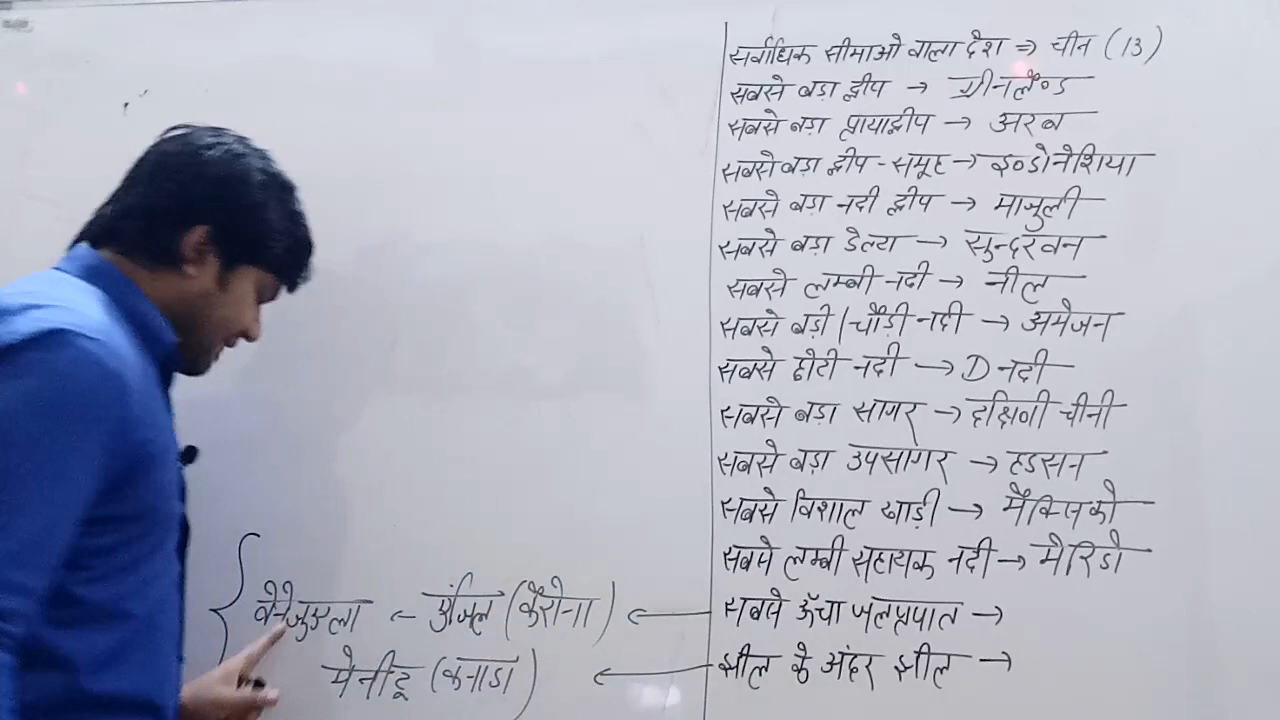 सर्वाधिक सीमाओ वाला देश ⇒ चीन (13)
सबसे बड़ा द्वीप → ग्रीनलैण्ड
सबसे बड़ा प्रायाद्वीप → अरब
सबसे बड़ा द्वीप-समूह → इण्डोनेशिया
सबसे बड़ा नदी द्वीप → माजुली
सबसे बड़ा डेल्टा → सुन्दरवन
सबसे लम्बी नदी → नील
सबसे बड़ी/चौड़ी नदी → अमेजन
सबसे छोटी नदी → D नदी
सबसे बड़ा सागर → दक्षिणी चीनी
सबसे बड़ा उपसागर → हडसन
सबसे विशाल खाड़ी → मैक्सिको
सबसे लम्बी सहायक नदी → मेरिडो
सबसे ऊँचा जलप्रपात →
वेनेजुएला ← अंजिल (कैरोना) ←
झील के अंदर झील →
मेनीटू (कनाडा) ←